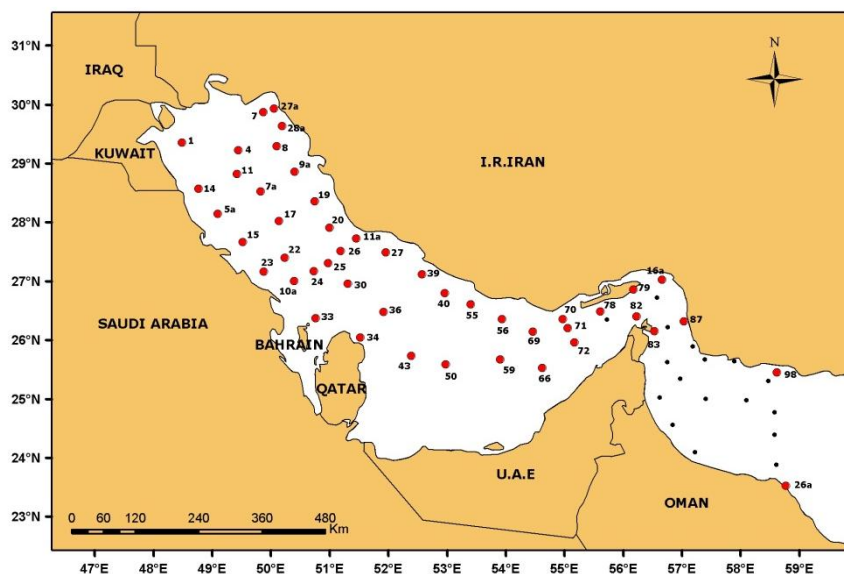 N
31°N
IRAQ
30°N
7
27a
28a
1
4
8
29°N
KUWAIT
I.R.IRAN
11
9a
14
7a
19
5a
17
20
28°N
15
11a
22
26
27
23
25
39
16a
27°N
10a
24
30
40
79
55
70
78
82
36
33
56
71
87
SAUDI ARABIA
BAHRAIN
34
69
72
83
26°N
43
50
59
66
98
QATAR
25°N
24°N
U.A.E
26a
OMAN
23°N
0 60 120 240 360 480
Km
47°E 48°E 49°E 50°E 51°E 52°E 53°E 54°E 55°E 56°E 57°E 58°E 59°E